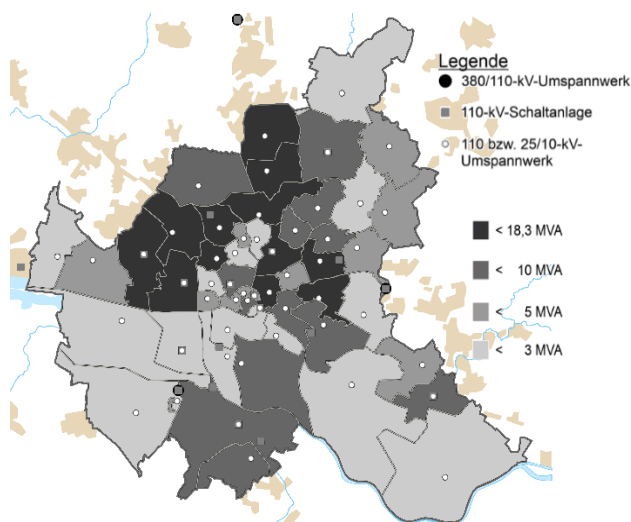 Legende
380/110-kV-Umspannwerk
110-kV-Schaltanlage
110 bzw. 25/10-kV-
Umspannwerk
< 18,3 MVA
< 10 MVA
< 5 MVA
< 3 MVA